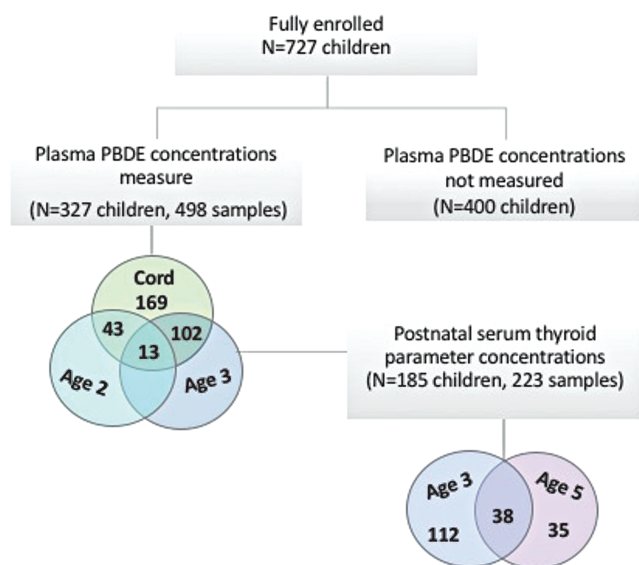 Fully enrolled
N=727 children
Plasma PBDE concentrations
measure
(N=327 children, 498 samples)
Plasma PBDE concentrations
not measured
(N=400 children)
Cord
169
43
102
13
Age 2
Age 3
Postnatal serum thyroid
parameter concentrations
(N=185 children, 223 samples)
Age 3
Age 5
38
112
35